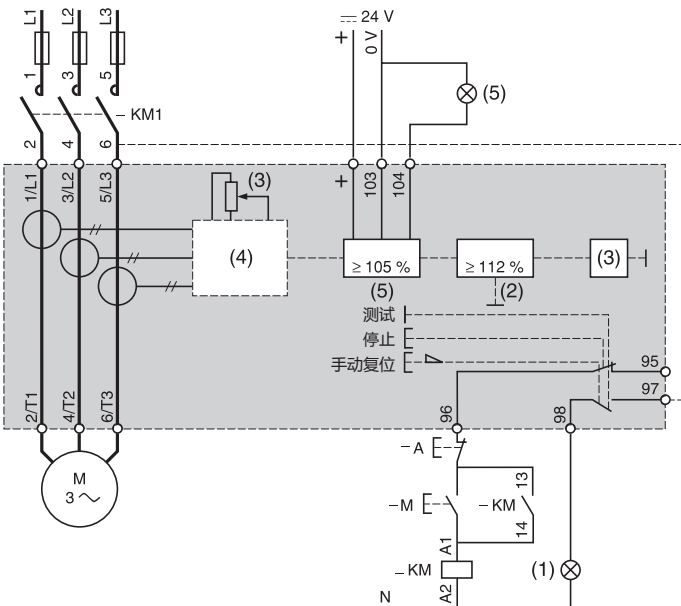 L1 L2 L3
⎓ 24 V
+ 0 V
1 3 5
(5)
– KM1
2 4 6
1/L1 3/L2 5/L3
+ 103 104
(3)
(4)
≥ 105 %
≥ 112 %
(3)
(5)
(2)
测试
停止
手动复位
95
97
2/T1 4/T2 6/T3
96 98
– A
M
3 ~
13
– M
– KM
14
A1
– KM
(1)
A2
N